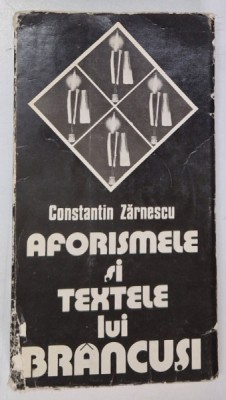 Constantin Zărnescu
AFORISMELE
și
TEXTELE
lui
BRÂNCUȘI